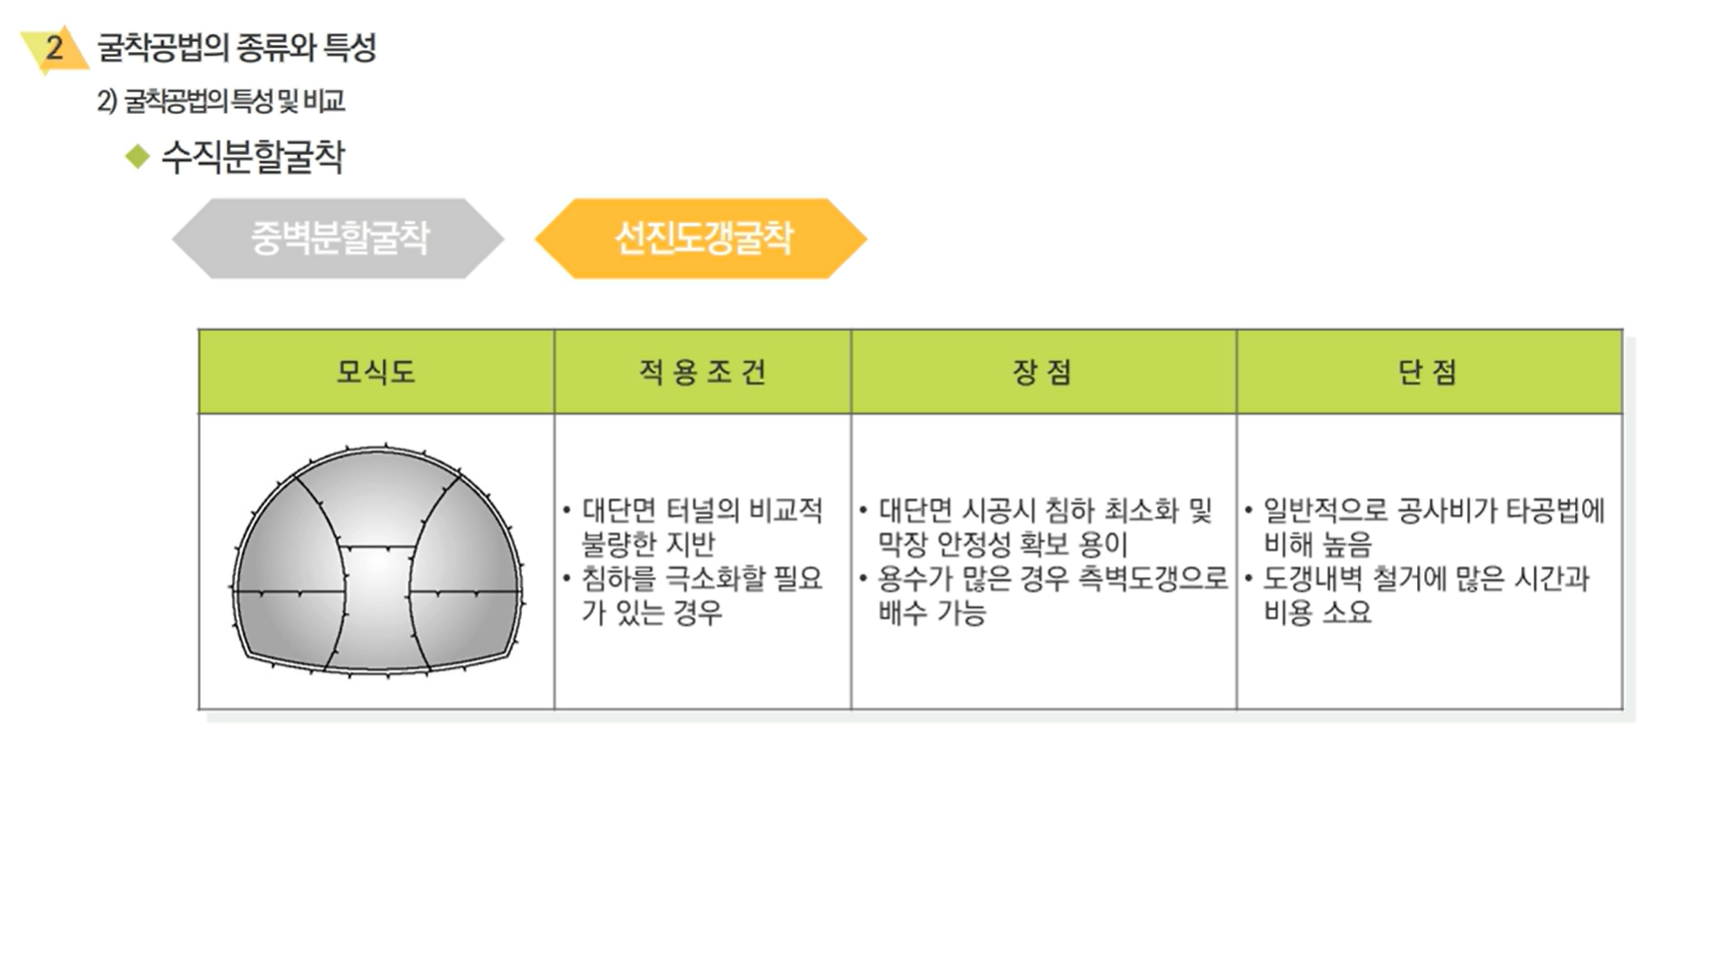 2
굴착공법의 종류와 특성
2) 굴착공법의 특성 및 비교
◆ 수직분할굴착
중벽분할굴착
선진도갱굴착
모식도
적 용 조 건
장 점
단 점
• 대단면 터널의 비교적
불량한 지반
• 침하를 극소화할 필요
가 있는 경우
• 대단면 시공시 침하 최소화 및
막장 안정성 확보 용이
• 용수가 많은 경우 측벽도갱으로
배수 가능
• 일반적으로 공사비가 타공법에
비해 높음
• 도갱내벽 철거에 많은 시간과
비용 소요